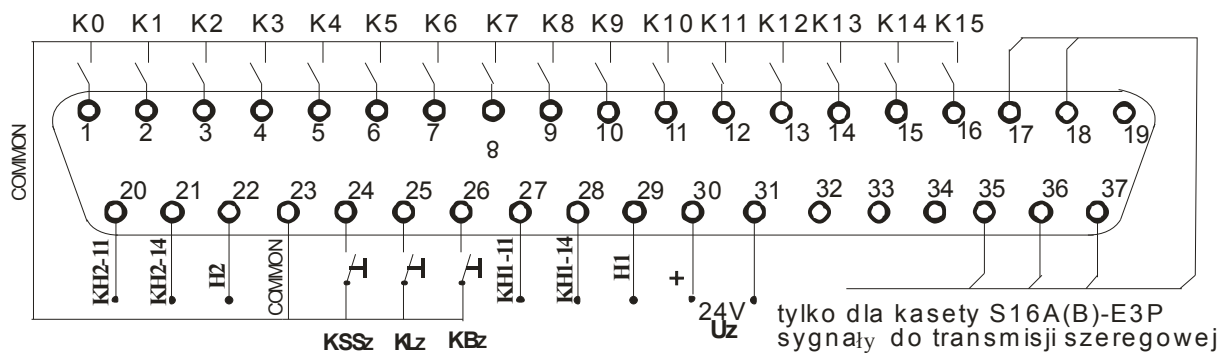 K0 K1 K2 K3 K4 K5 K6 K7 K8 K9 K10 K11 K12 K13 K14 K15
1 2 3 4 5 6 7 8 9 10 11 12 13 14 15 16 17 18 19
COMMON
20 21 22 23 24 25 26 27 28 29 30 31 32 33 34 35 36 37
KH2-11 KH2-14 H2 COMMON KH1-11 KH1-14 H1 +
24V
KSSz KLz KBz Uz
tylko dla kasety S16A(B)-E3P
sygnały do transmisji szeregowej